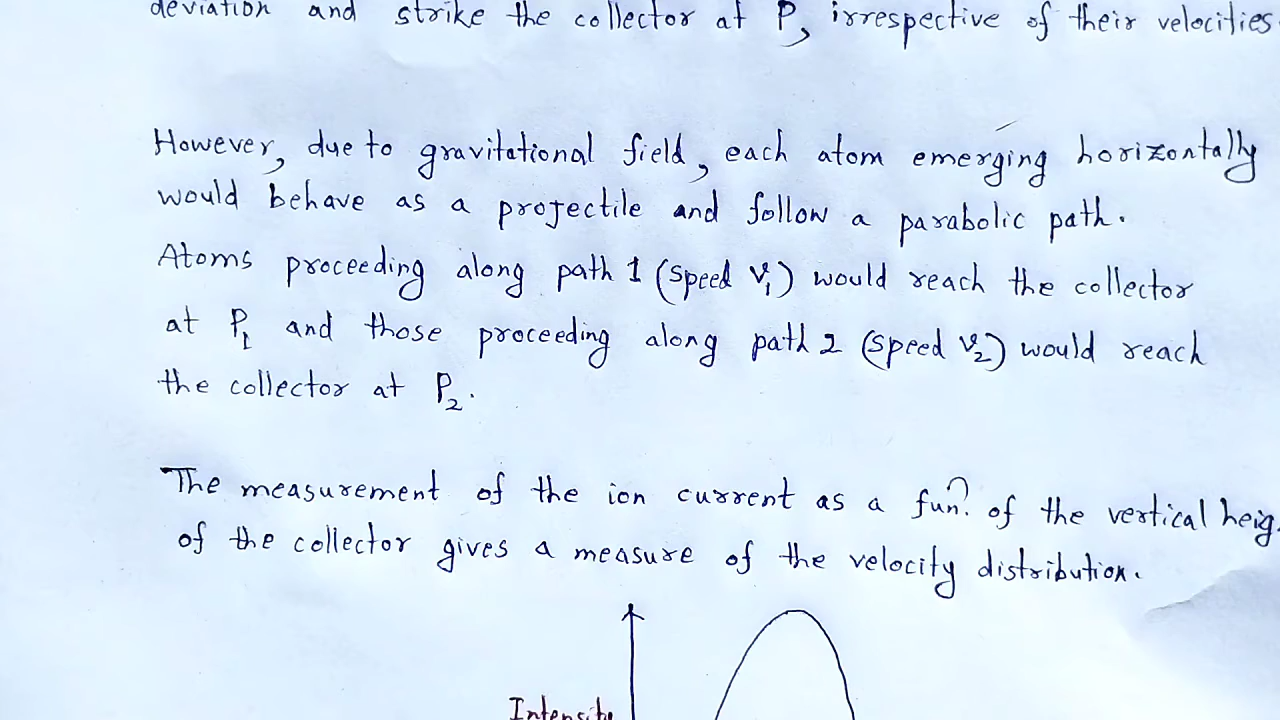 deviation and strike the collector at P, irrespective of their velocities
However, due to gravitational field, each atom emerging horizontally
would behave as a projectile and follow a parabolic path.
Atoms proceeding along path 1 (speed v₁) would reach the collector
at P₁ and those proceeding along path 2 (speed v₂) would reach
the collector at P₂.
The measurement of the ion current as a fun. of the vertical heig
of the collector gives a measure of the velocity distribution.
Intensity